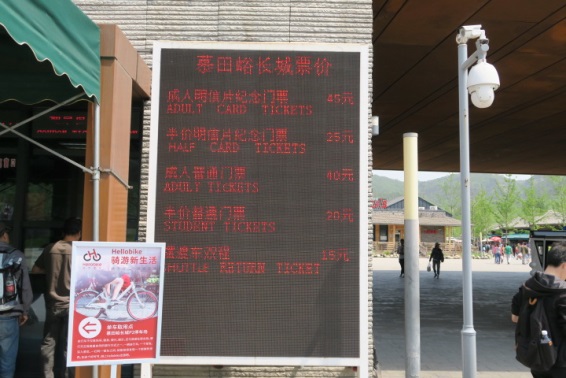 慕田峪长城票价
成人明信片纪念门票 45元
ADULT CARD TICKETS
半价明信片纪念门票 25元
HALF CARD TICKETS
成人普通门票 40元
ADULT TICKETS
半价普通门票 20元
STUDENT TICKETS
摆渡车双程 15元
SHUTTLE RETURN TICKET
Hellobike
骑游新生活